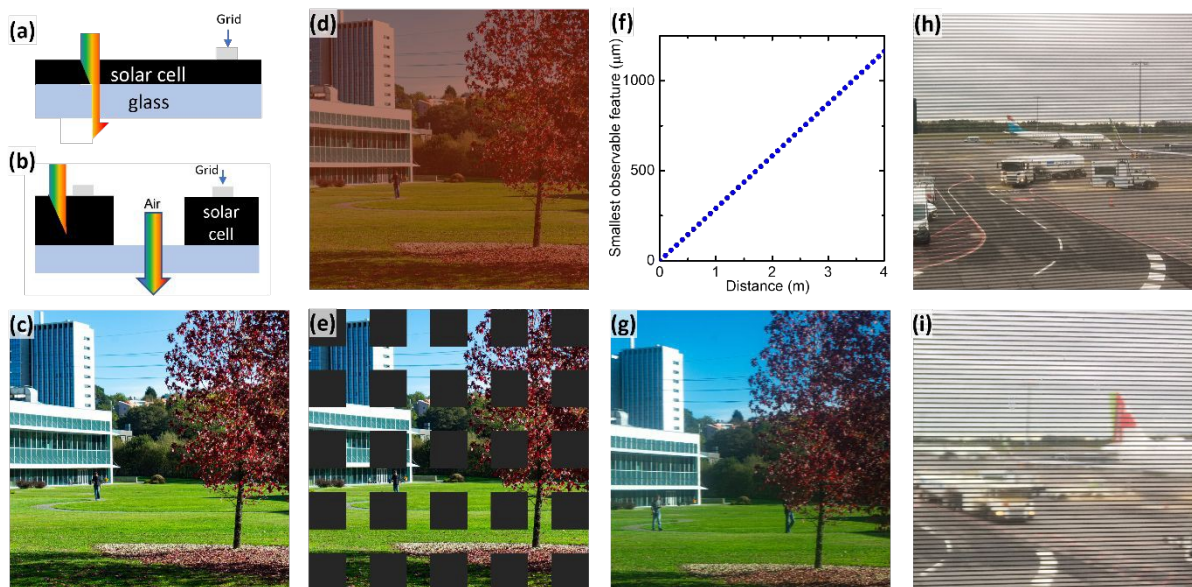 (a)
Grid
solar cell
glass
(b)
Grid
Air
solar
cell
(c)
(d)
(e)
(f)
Smallest observable feature (µm)
1000
500
0
0
1
2
3
4
Distance (m)
(g)
(h)
(i)